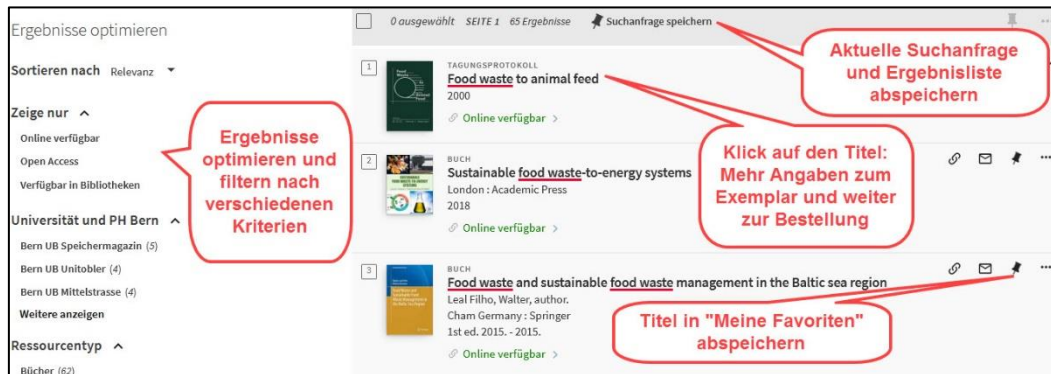 Ergebnisse optimieren
Sortieren nach Relevanz
Zeige nur
Online verfügbar
Open Access
Verfügbar in Bibliotheken
Universität und PH Bern
Bern UB Speichermagazin (5)
Bern UB Unitobler (4)
Bern UB Mittelstrasse (4)
Weitere anzeigen
Ressourcentyp
Bücher (62)
Ergebnisse
optimieren und
filtern nach
verschiedenen
Kriterien
0 ausgewählt SEITE 1 65 Ergebnisse Suchanfrage speichern
Aktuelle Suchanfrage
und Ergebnisliste
abspeichern
1
TAGUNGSPROTOKOLL
Food waste to animal feed
2000
Online verfügbar >
Klick auf den Titel:
Mehr Angaben zum
Exemplar und weiter
zur Bestellung
2
BUCH
Sustainable food waste-to-energy systems
London : Academic Press
2018
Online verfügbar >
3
BUCH
Food waste and sustainable food waste management in the Baltic sea region
Leal Filho, Walter, author.
Cham Germany : Springer
1st ed. 2015. - 2015.
Online verfügbar >
Titel in "Meine Favoriten"
abspeichern